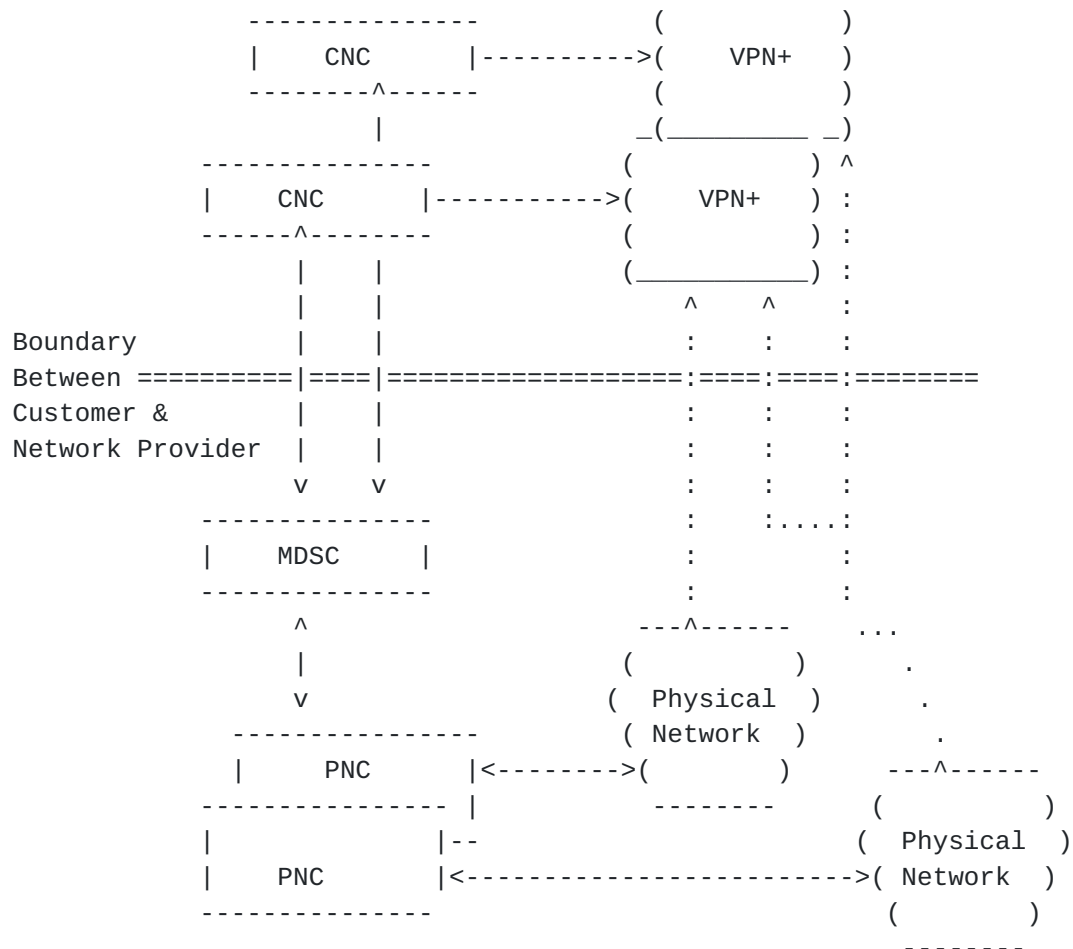 CNC
VPN+
CNC
VPN+
Boundary
Between
Customer &
Network Provider
MDSC
Physical
Network
PNC
Physical
PNC
Network